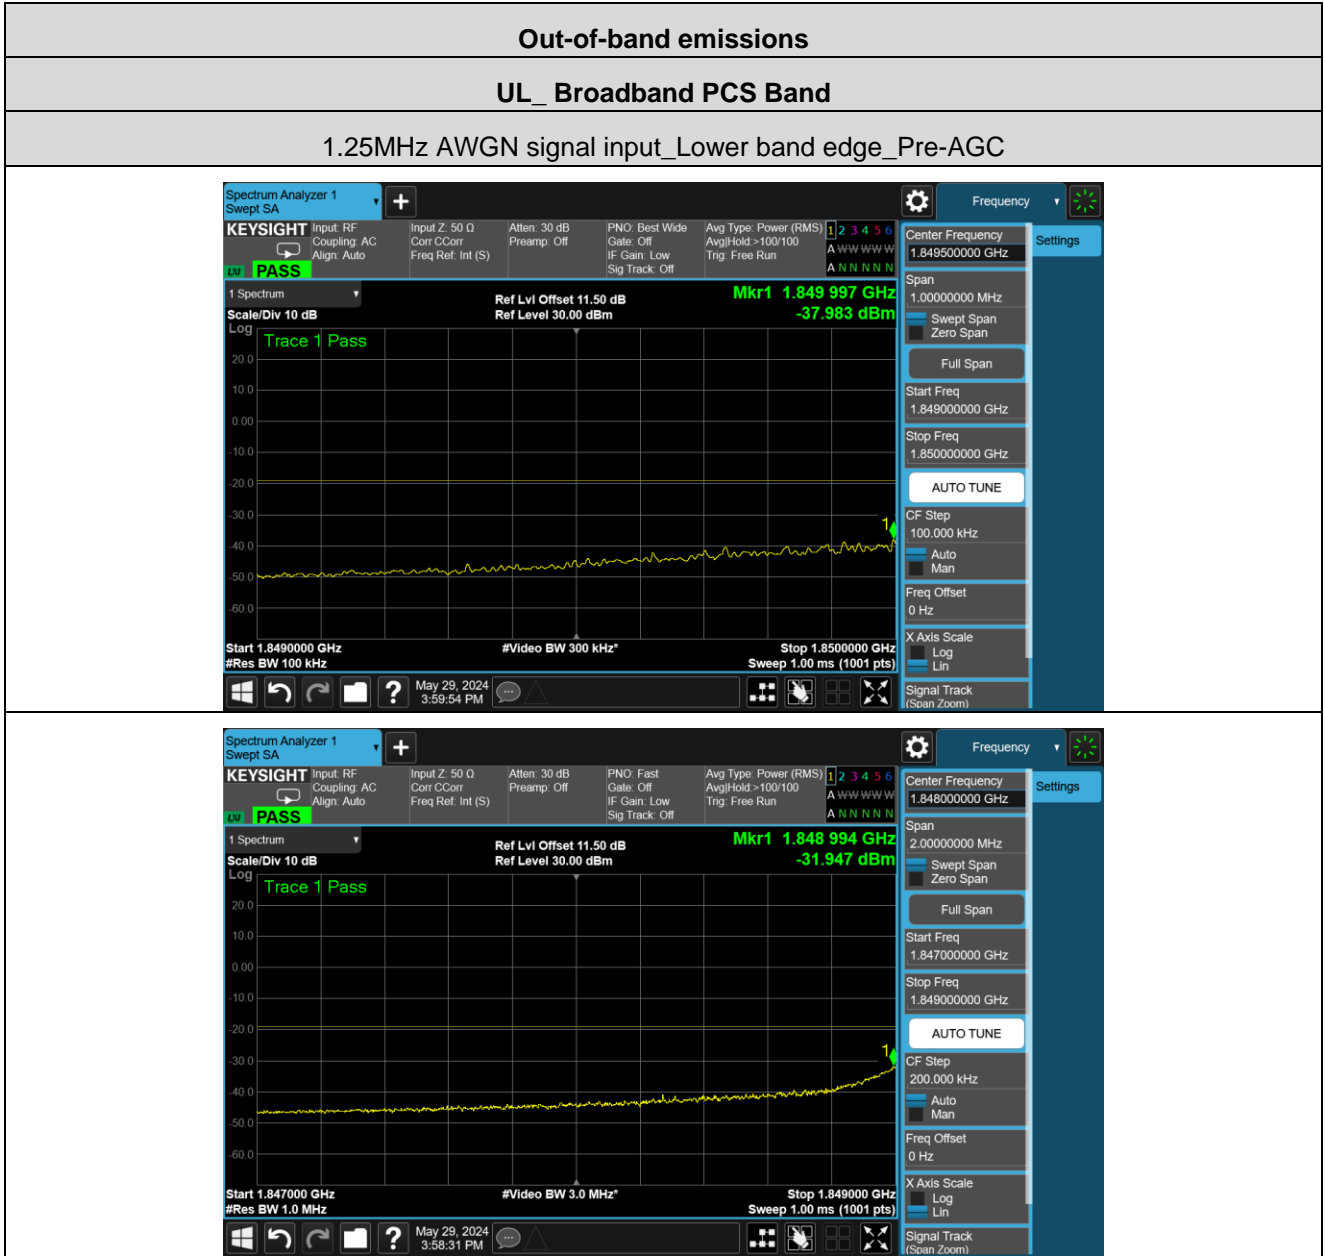 Out-of-band emissions
UL_ Broadband PCS Band
1.25MHz AWGN signal input_Lower band edge_Pre-AGC
Spectrum Analyzer 1
Swept SA
+
Frequency
KEYSIGHT
Input: RF
Coupling: AC
Align: Auto
Input Z: 50 Ω
Corr CCorr
Freq Ref: Int (S)
Atten: 30 dB
Preamp: Off
PNO: Best Wide
Gate: Off
IF Gain: Low
Sig Track: Off
Avg Type: Power (RMS)
Avg|Hold:>100/100
Trig: Free Run
1 2 3 4 5 6
A W W W W W
A N N N N N
LXI PASS
Center Frequency
1.849500000 GHz
Settings
Span
1.00000000 MHz
Swept Span
Zero Span
Full Span
Start Freq
1.849000000 GHz
Stop Freq
1.850000000 GHz
AUTO TUNE
CF Step
100.000 kHz
Auto
Man
Freq Offset
0 Hz
X Axis Scale
Log
Lin
Signal Track
(Span Zoom)
1 Spectrum
Scale/Div 10 dB
Ref Lvl Offset 11.50 dB
Ref Level 30.00 dBm
Mkr1 1.849 997 GHz
-37.983 dBm
Log
Trace 1 Pass
20.0
10.0
0.00
-10.0
-20.0
-30.0
1
-40.0
-50.0
-60.0
Start 1.8490000 GHz
#Video BW 300 kHz*
Stop 1.8500000 GHz
#Res BW 100 kHz
Sweep 1.00 ms (1001 pts)
?
May 29, 2024
3:59:54 PM
Spectrum Analyzer 1
Swept SA
+
Frequency
KEYSIGHT
Input: RF
Coupling: AC
Align: Auto
Input Z: 50 Ω
Corr CCorr
Freq Ref: Int (S)
Atten: 30 dB
Preamp: Off
PNO: Fast
Gate: Off
IF Gain: Low
Sig Track: Off
Avg Type: Power (RMS)
Avg|Hold:>100/100
Trig: Free Run
1 2 3 4 5 6
A W W W W W
A N N N N N
LXI PASS
Center Frequency
1.848000000 GHz
Settings
Span
2.00000000 MHz
Swept Span
Zero Span
Full Span
Start Freq
1.847000000 GHz
Stop Freq
1.849000000 GHz
AUTO TUNE
CF Step
200.000 kHz
Auto
Man
Freq Offset
0 Hz
X Axis Scale
Log
Lin
Signal Track
(Span Zoom)
1 Spectrum
Scale/Div 10 dB
Ref Lvl Offset 11.50 dB
Ref Level 30.00 dBm
Mkr1 1.848 994 GHz
-31.947 dBm
Log
Trace 1 Pass
20.0
10.0
0.00
-10.0
-20.0
1
-30.0
-40.0
-50.0
-60.0
Start 1.847000 GHz
#Video BW 3.0 MHz*
Stop 1.849000 GHz
#Res BW 1.0 MHz
Sweep 1.00 ms (1001 pts)
?
May 29, 2024
3:58:31 PM